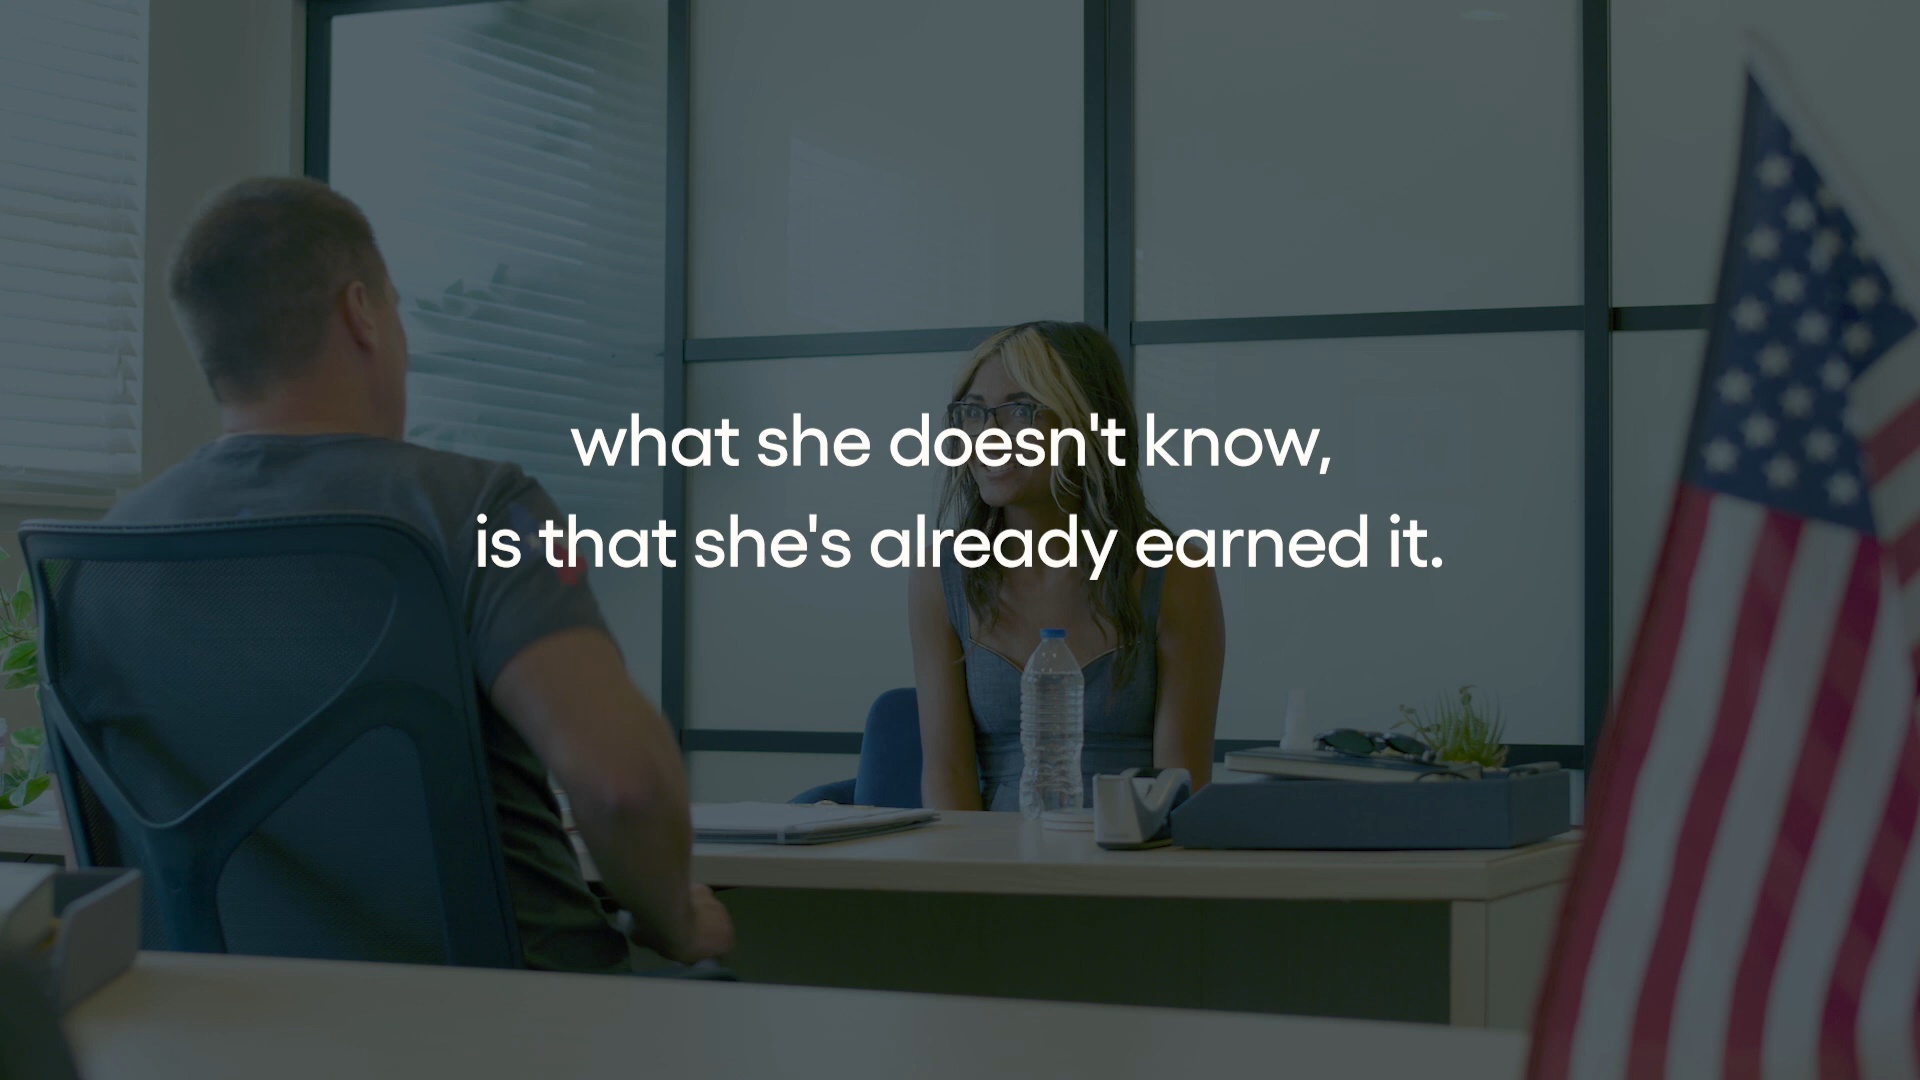 what she doesn't know,
is that she's already earned it.